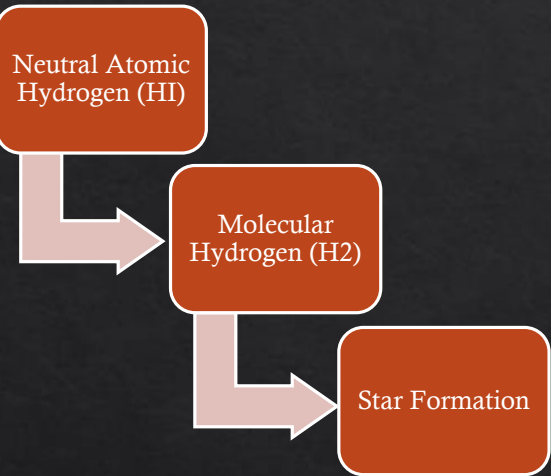 Neutral Atomic
Hydrogen (HI)
Molecular
Hydrogen (H2)
Star Formation